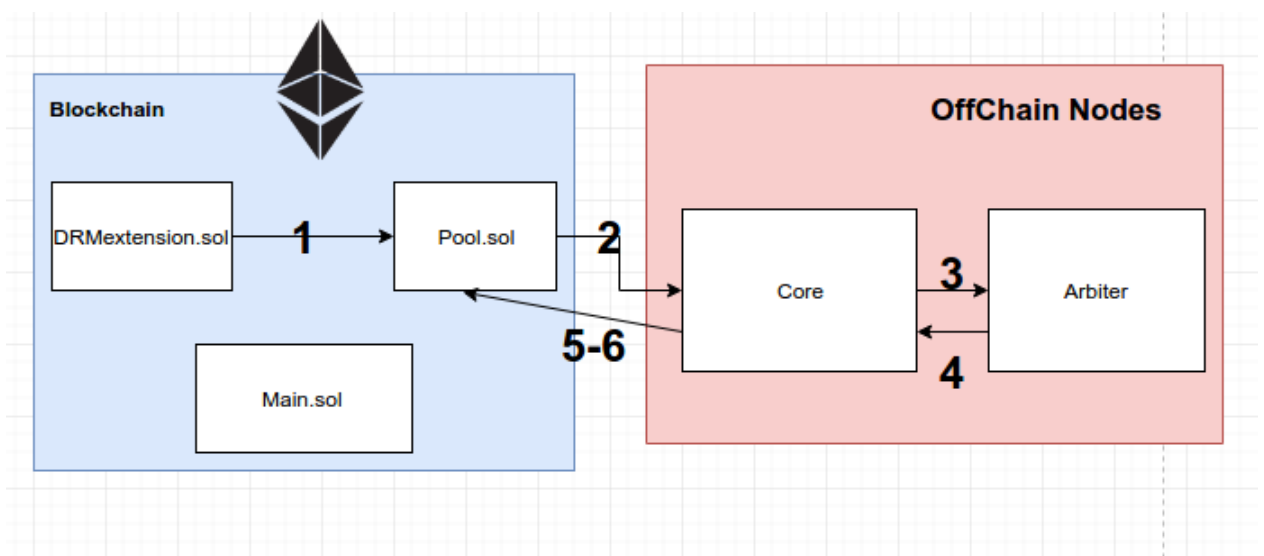 Blockchain
OffChain Nodes
DRMextension.sol
1
Pool.sol
2
Core
3
Arbiter
4
5-6
Main.sol